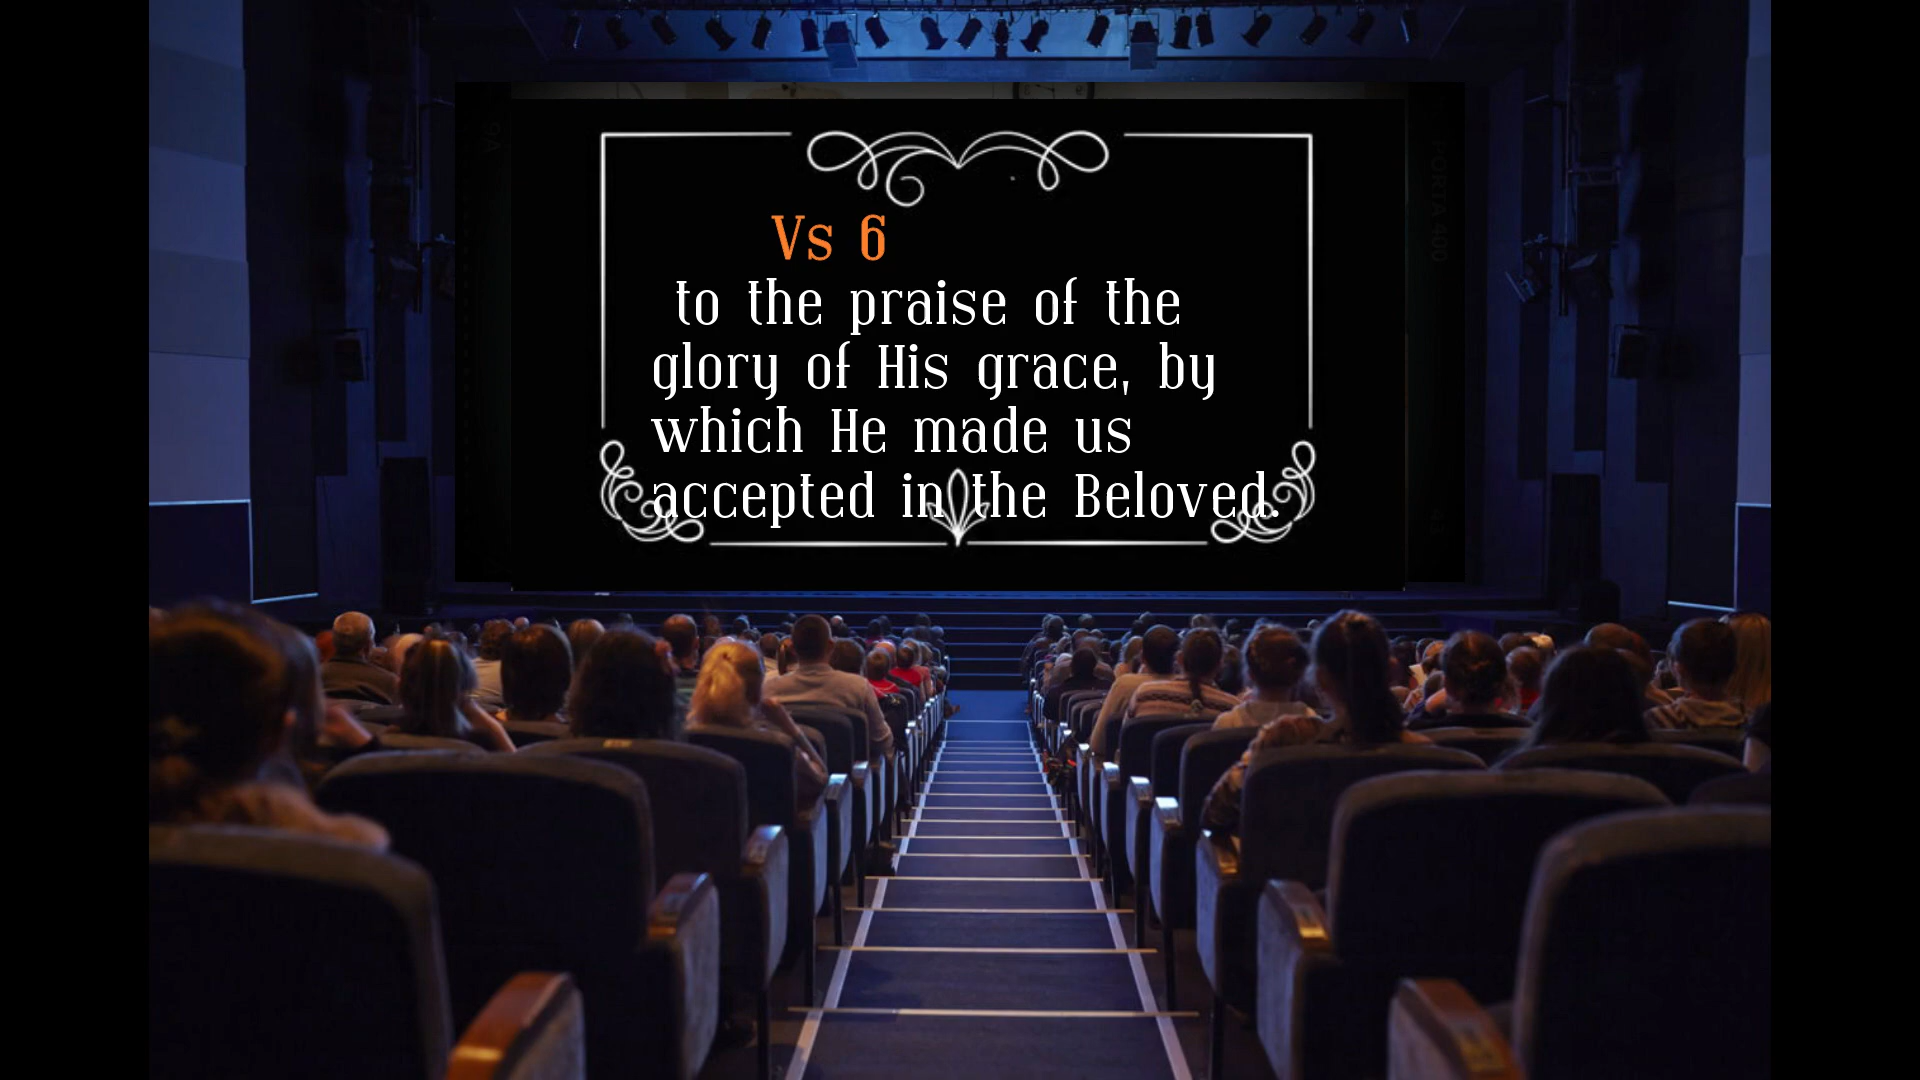 Vs 6
to the praise of the
glory of His grace, by
which He made us
accepted in the Beloved.